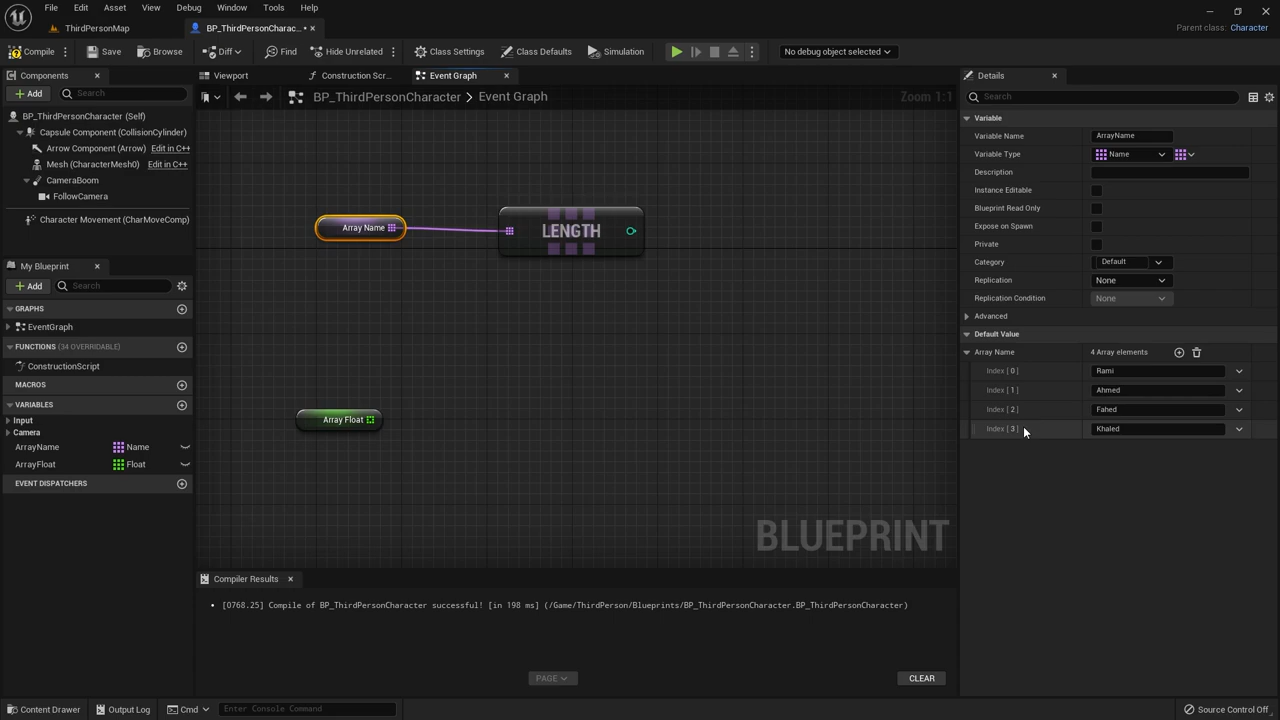 File Edit Asset View Debug Window Tools Help
ThirdPersonMap
BP_ThirdPersonCharac... •
Parent class: Character
Compile Save Browse Diff Find Hide Unrelated Class Settings Class Defaults Simulation No debug object selected
Components
Add Search
BP_ThirdPersonCharacter (Self)
Capsule Component (CollisionCylinder)
Arrow Component (Arrow) Edit in C++
Mesh (CharacterMesh0) Edit in C++
CameraBoom
FollowCamera
Character Movement (CharMoveComp)
My Blueprint
Add Search
GRAPHS
EventGraph
FUNCTIONS (34 OVERRIDABLE)
ConstructionScript
MACROS
VARIABLES
Input
Camera
ArrayName Name
ArrayFloat Float
EVENT DISPATCHERS
Viewport Construction Scr... Event Graph
BP_ThirdPersonCharacter > Event Graph Zoom 1:1
Array Name
LENGTH
Array Float
BLUEPRINT
Compiler Results
• [0768.25] Compile of BP_ThirdPersonCharacter successful! [in 198 ms] (/Game/ThirdPerson/Blueprints/BP_ThirdPersonCharacter.BP_ThirdPersonCharacter)
PAGE CLEAR
Details
Search
Variable
Variable Name ArrayName
Variable Type Name
Description
Instance Editable
Blueprint Read Only
Expose on Spawn
Private
Category Default
Replication None
Replication Condition None
Advanced
Default Value
Array Name 4 Array elements
Index [ 0 ] Rami
Index [ 1 ] Ahmed
Index [ 2 ] Fahed
Index [ 3 ] Khaled
Content Drawer Output Log Cmd Enter Console Command Source Control Off